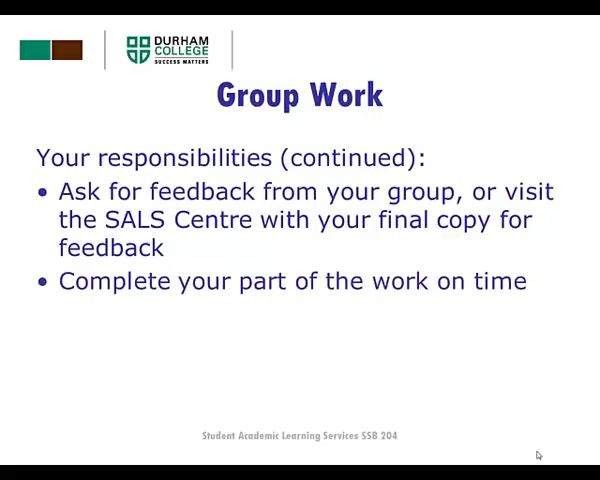 DURHAM
COLLEGE
SUCCESS MATTERS
Group Work
Your responsibilities (continued):
• Ask for feedback from your group, or visit
the SALS Centre with your final copy for
feedback
• Complete your part of the work on time
Student Academic Learning Services SSB 204